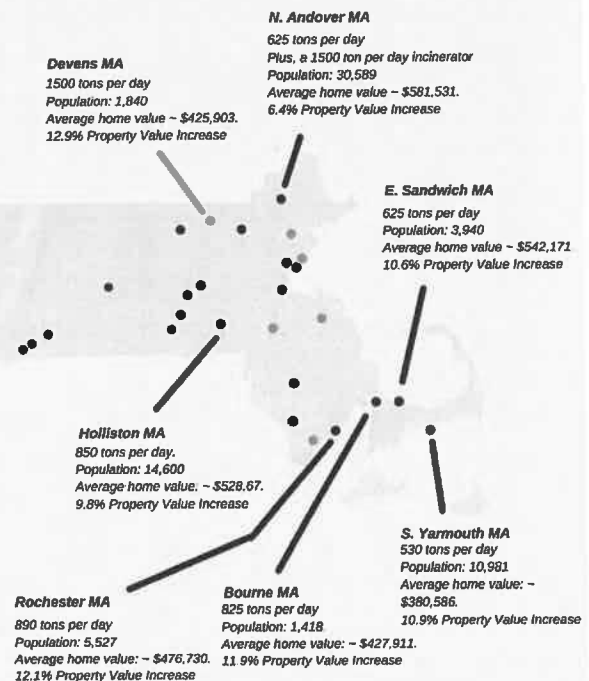 N. Andover MA
625 tons per day
Plus, a 1500 ton per day incinerator
Population: 30,589
Average home value ~ $581,531.
6.4% Property Value Increase
Devens MA
1500 tons per day
Population: 1,840
Average home value ~ $425,903.
12.9% Property Value Increase
E. Sandwich MA
625 tons per day
Population: 3,940
Average home value ~ $542,171
10.6% Property Value Increase
Holliston MA
850 tons per day.
Population: 14,600
Average home value: ~ $528,67.
9.8% Property Value Increase
S. Yarmouth MA
530 tons per day
Population: 10,981
Average home value: ~
$380,586.
10.9% Property Value Increase
Rochester MA
890 tons per day
Population: 5,527
Average home value: ~ $476,730.
12.1% Property Value Increase
Bourne MA
825 tons per day
Population: 1,418
Average home value: ~ $427,911.
11.9% Property Value Increase